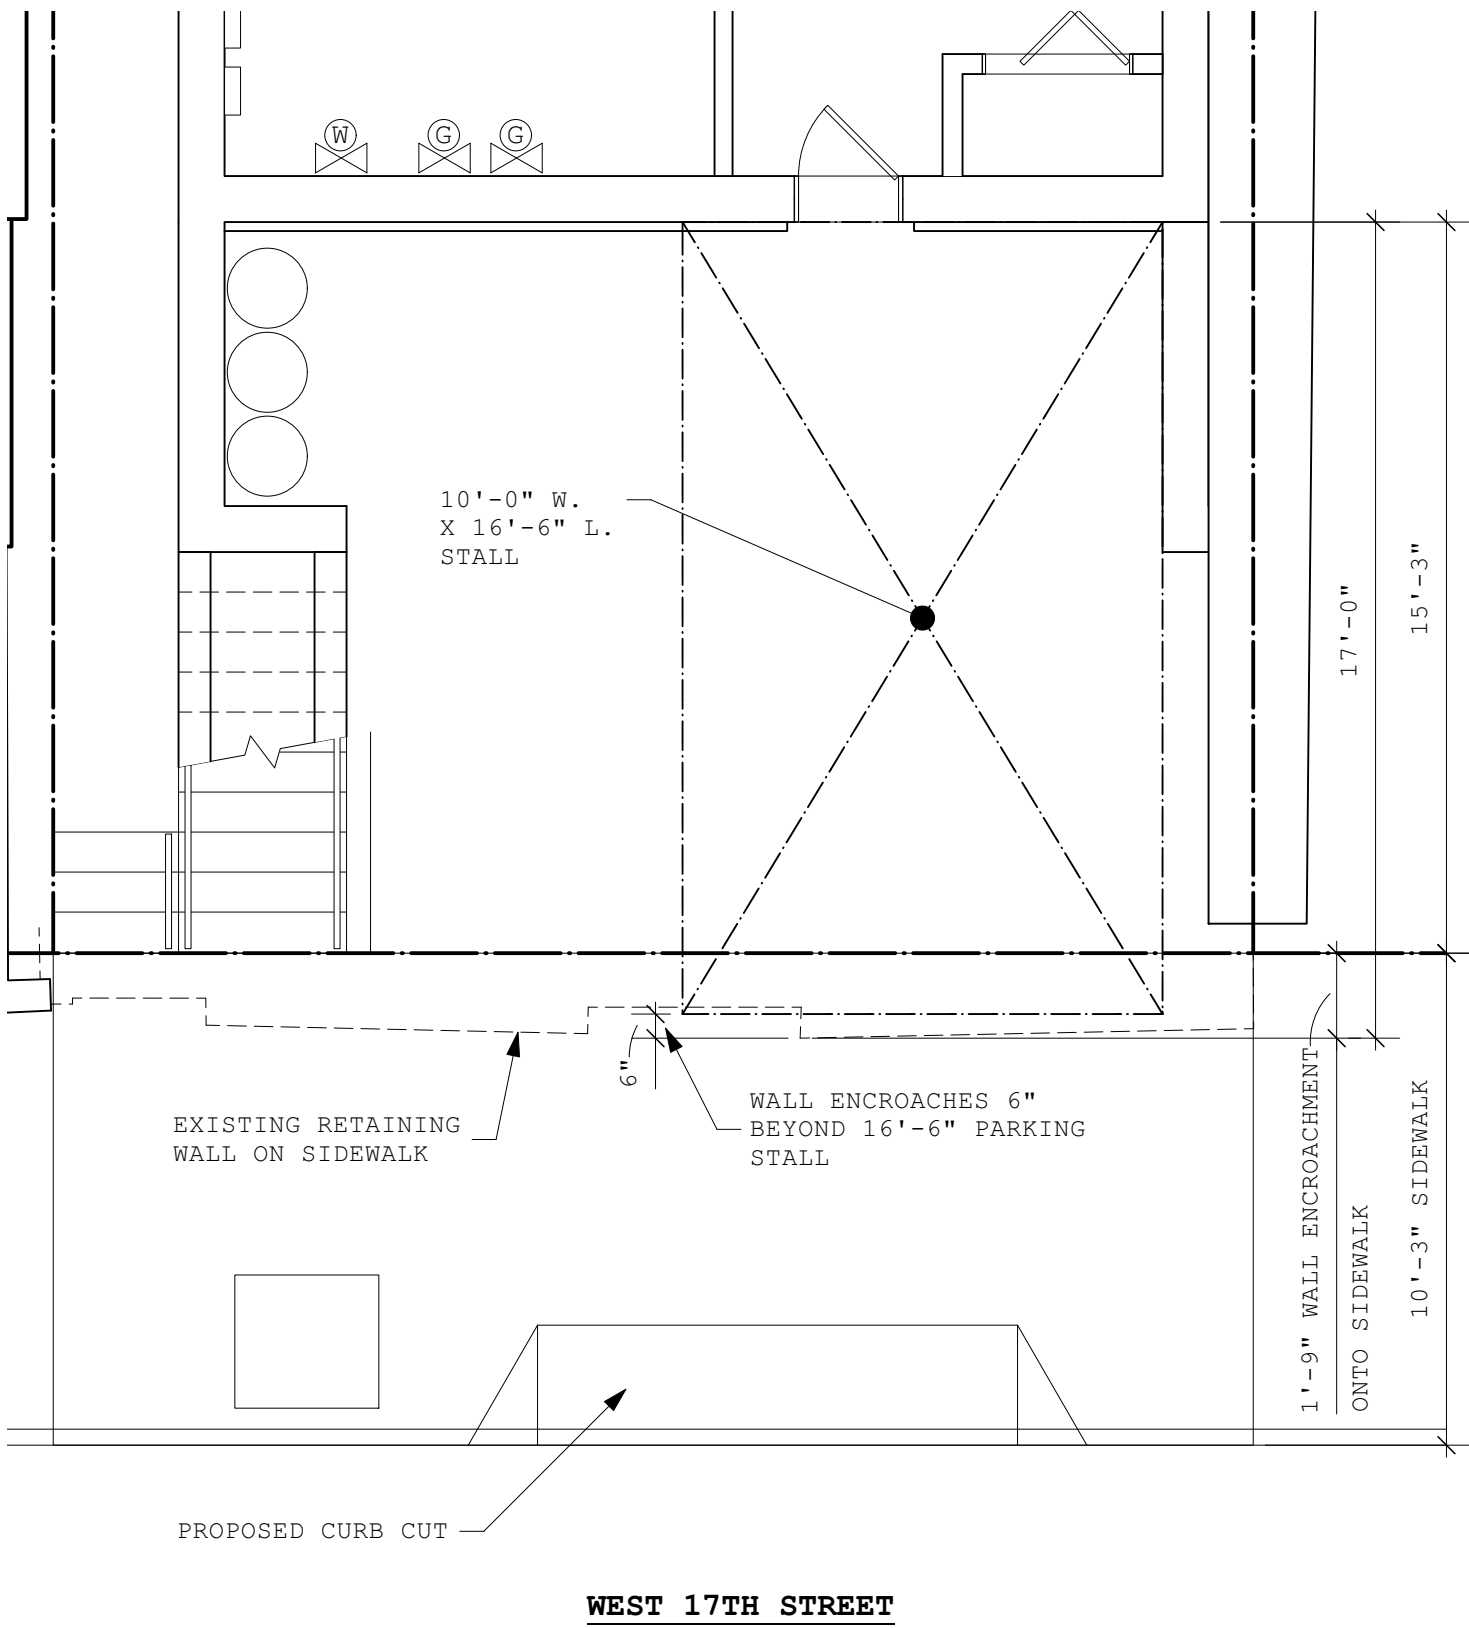 W
G
G
10'-0" W.
X 16'-6" L.
STALL
17'-0"
15'-3"
6"
EXISTING RETAINING
WALL ON SIDEWALK
WALL ENCROACHES 6"
BEYOND 16'-6" PARKING
STALL
1'-9" WALL ENCROACHMENT
ONTO SIDEWALK
10'-3" SIDEWALK
PROPOSED CURB CUT
WEST 17TH STREET